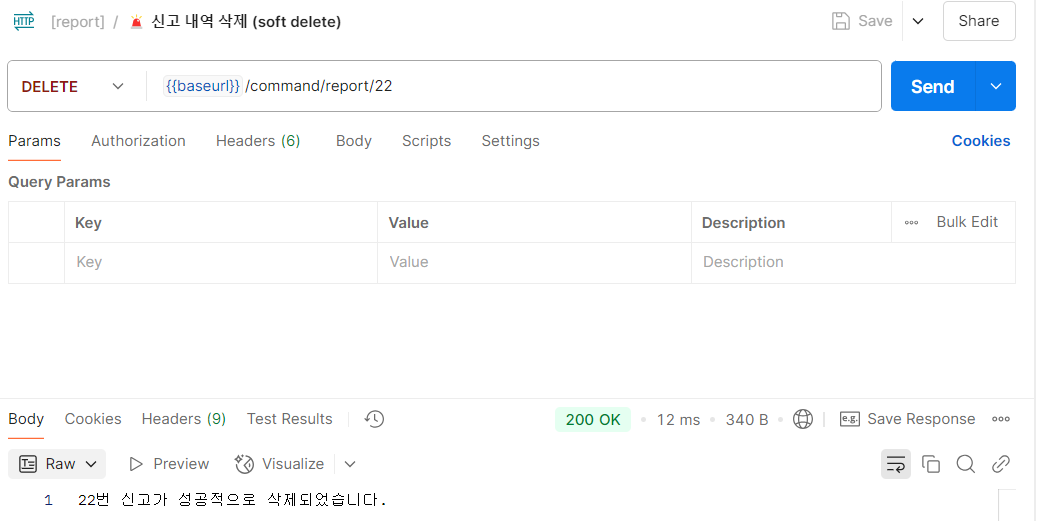 HTTP [report] / 🚨 신고 내역 삭제 (soft delete) Save Share
DELETE {{baseurl}} /command/report/22 Send
Params Authorization Headers (6) Body Scripts Settings Cookies
Query Params
Key Value Description Bulk Edit
Key Value Description
Body Cookies Headers (9) Test Results 200 OK 12 ms 340 B e.g. Save Response
Raw Preview Visualize
1 22번 신고가 성공적으로 삭제되었습니다.